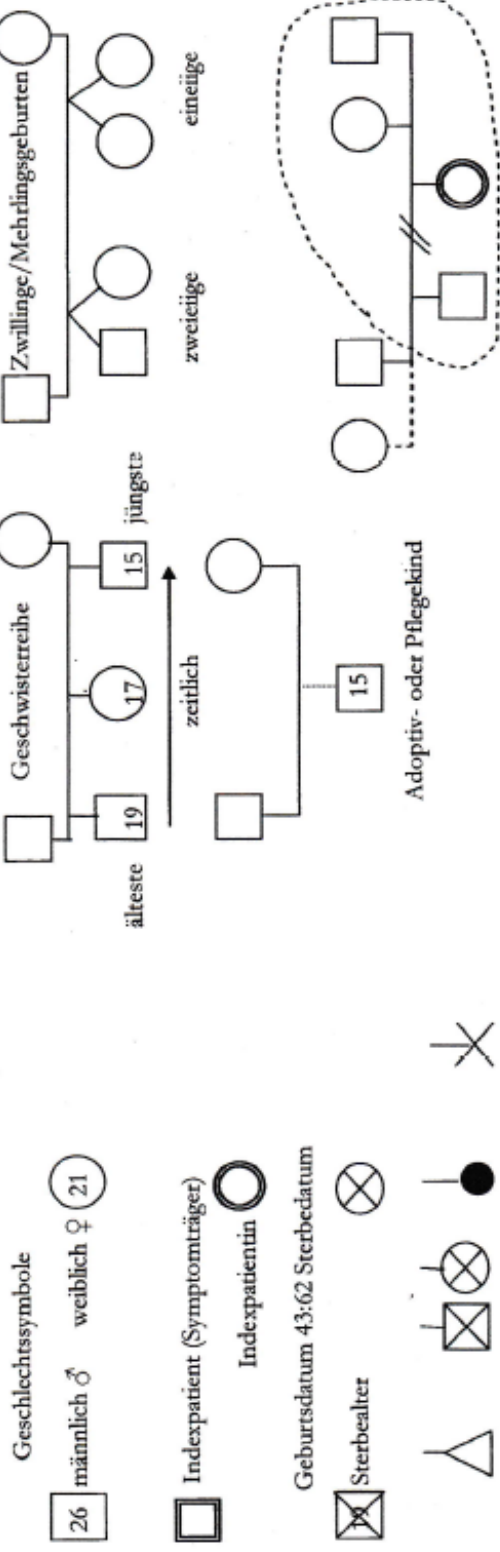 Geschlechtssymbole
26 männlich ♂ weiblich ♀ 21
Indexpatient (Symptomträger)
Indexpatientin
Geburtsdatum 43:62 Sterbedatum
19 Sterbealter
Geschwisterreihe
19 17 15
älteste
jüngste
zeitlich
15
Adoptiv- oder Pflegekind
Zwillinge/Mehrlingsgeburten
zweieiige
eineiige